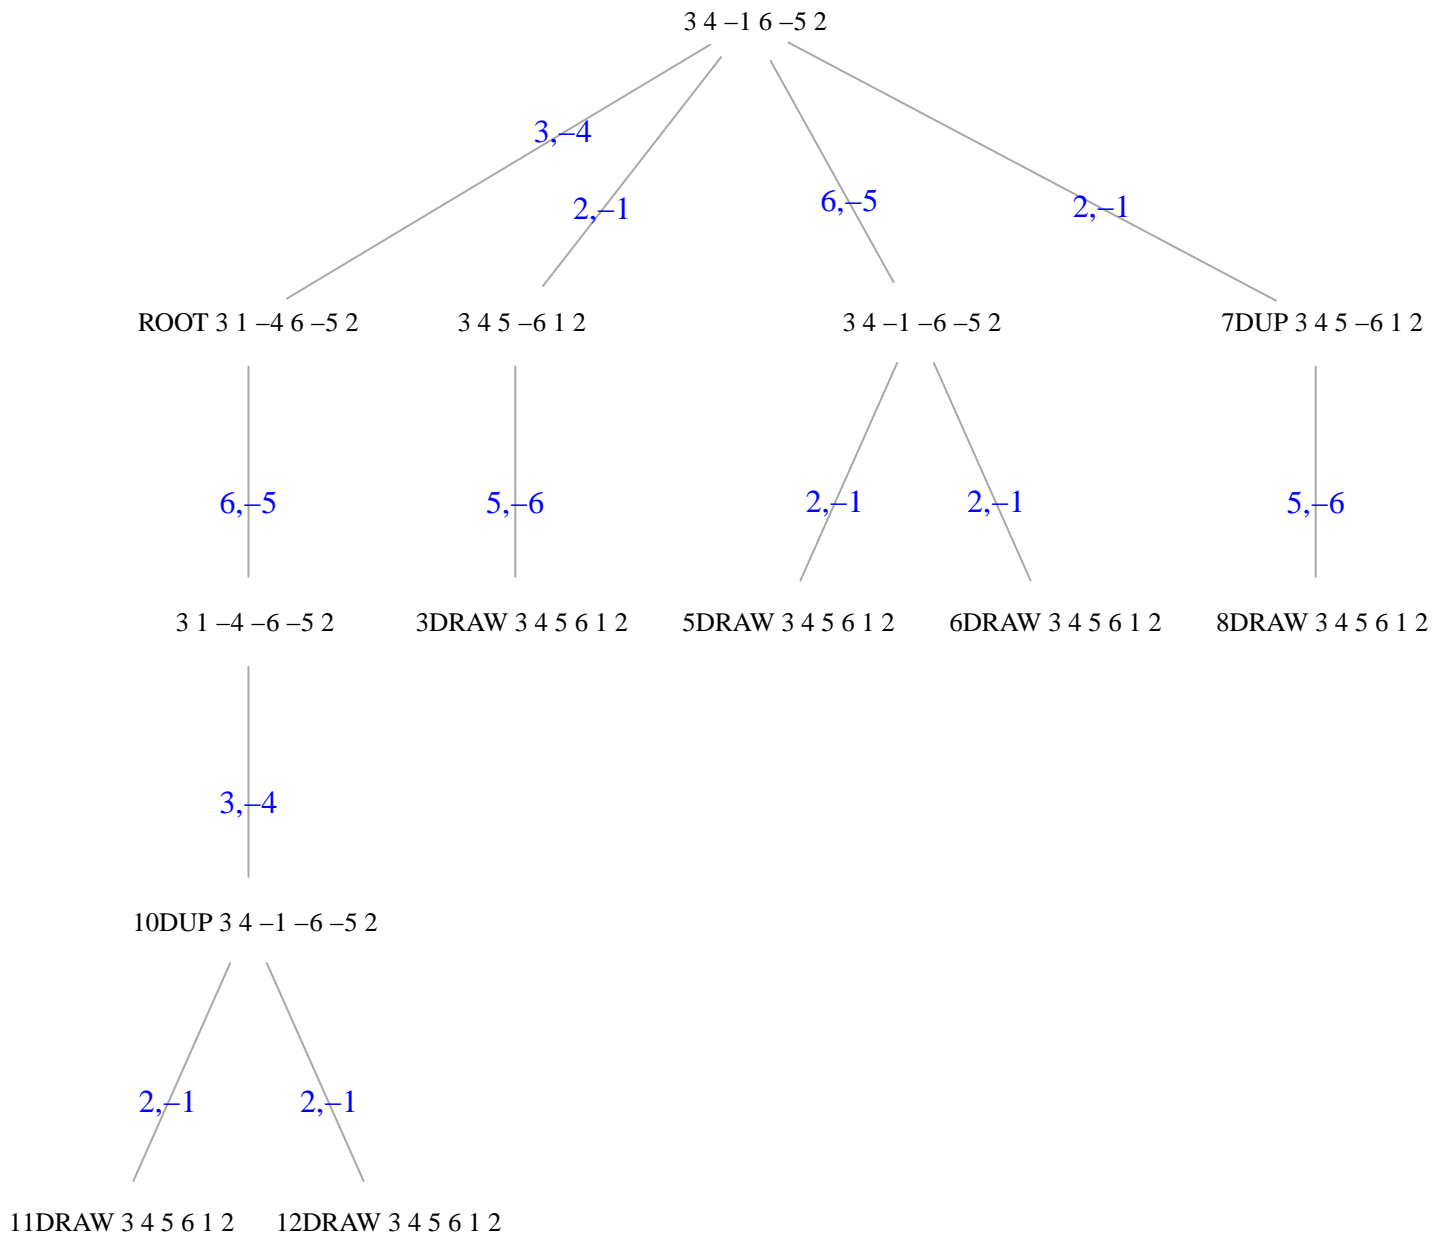 3 4 –1 6 –5 2
3,–4
2,–1
6,–5
2,–1
ROOT 3 1 –4 6 –5 2
3 4 5 –6 1 2
3 4 –1 –6 –5 2
7DUP 3 4 5 –6 1 2
6,–5
5,–6
2,–1
2,–1
5,–6
3 1 –4 –6 –5 2
3DRAW 3 4 5 6 1 2
5DRAW 3 4 5 6 1 2
6DRAW 3 4 5 6 1 2
8DRAW 3 4 5 6 1 2
3,–4
10DUP 3 4 –1 –6 –5 2
2,–1
2,–1
11DRAW 3 4 5 6 1 2
12DRAW 3 4 5 6 1 2